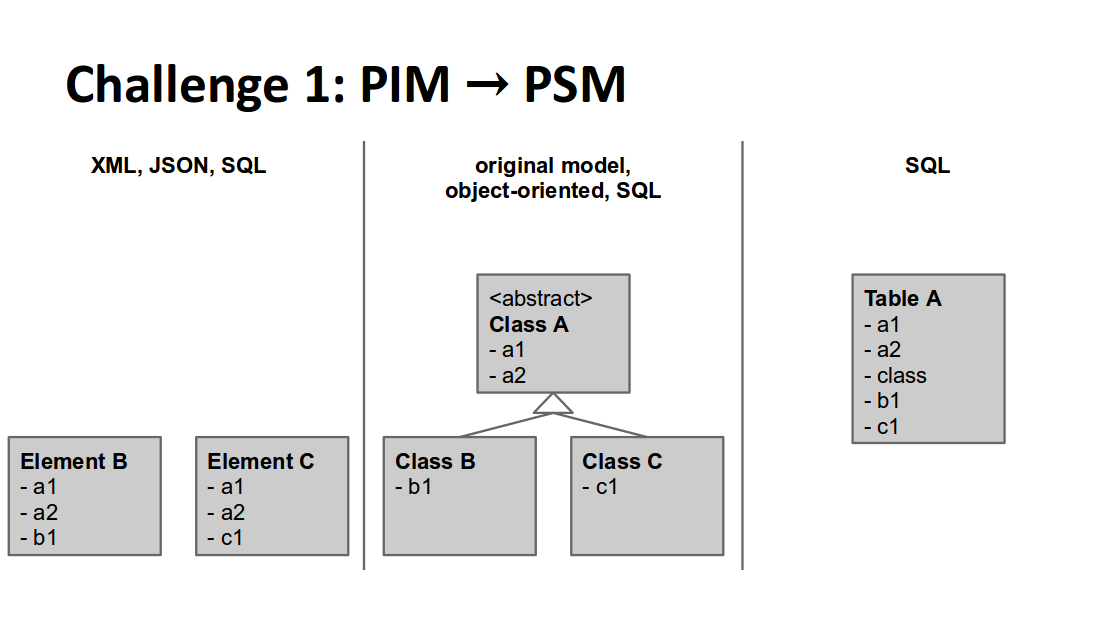 Challenge 1: PIM → PSM
XML, JSON, SQL
original model,
object-oriented, SQL
SQL
<abstract>
Class A
- a1
- a2
Table A
- a1
- a2
- class
- b1
- c1
Element B
- a1
- a2
- b1
Element C
- a1
- a2
- c1
Class B
- b1
Class C
- c1